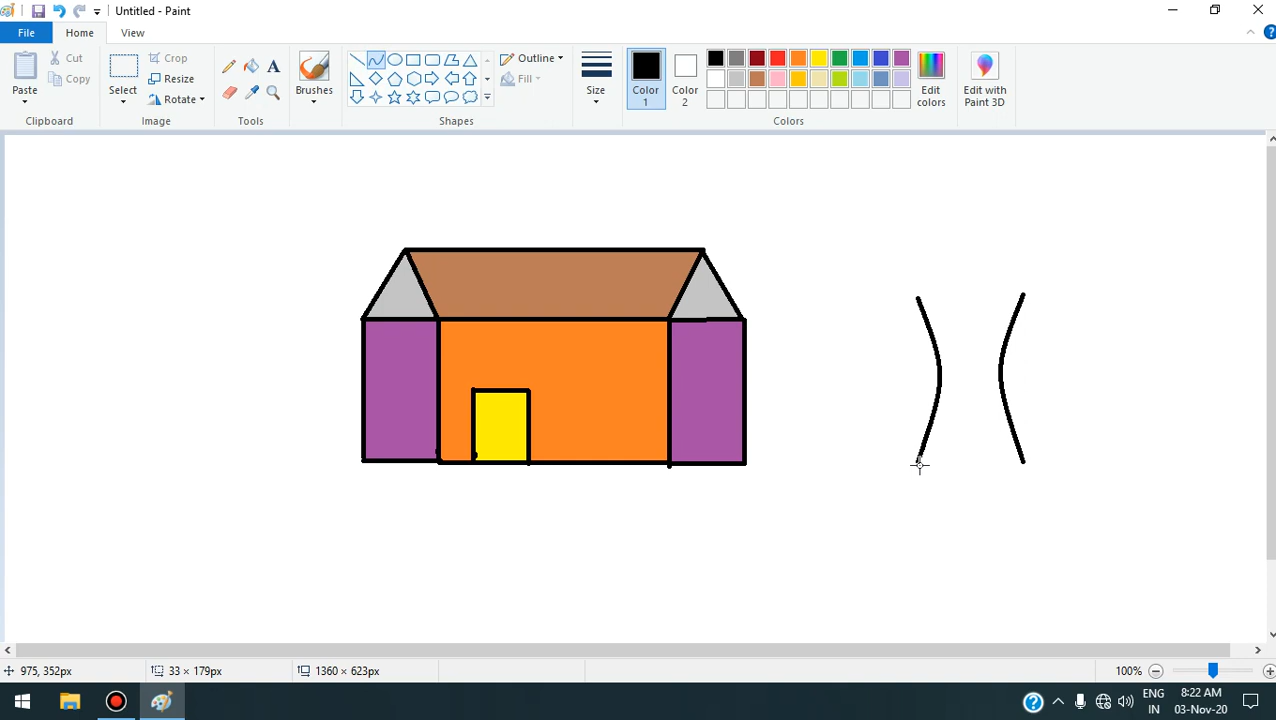 Untitled - Paint
File Home View
Paste
Cut
Copy
Clipboard
Select
Crop
Resize
Rotate
Image
A
Tools
Brushes
Outline
Fill
Shapes
Size
Color 1
Color 2
Colors
Edit colors
Edit with Paint 3D
975, 352px 33 × 179px 1360 × 623px 100%
ENG IN
8:22 AM
03-Nov-20